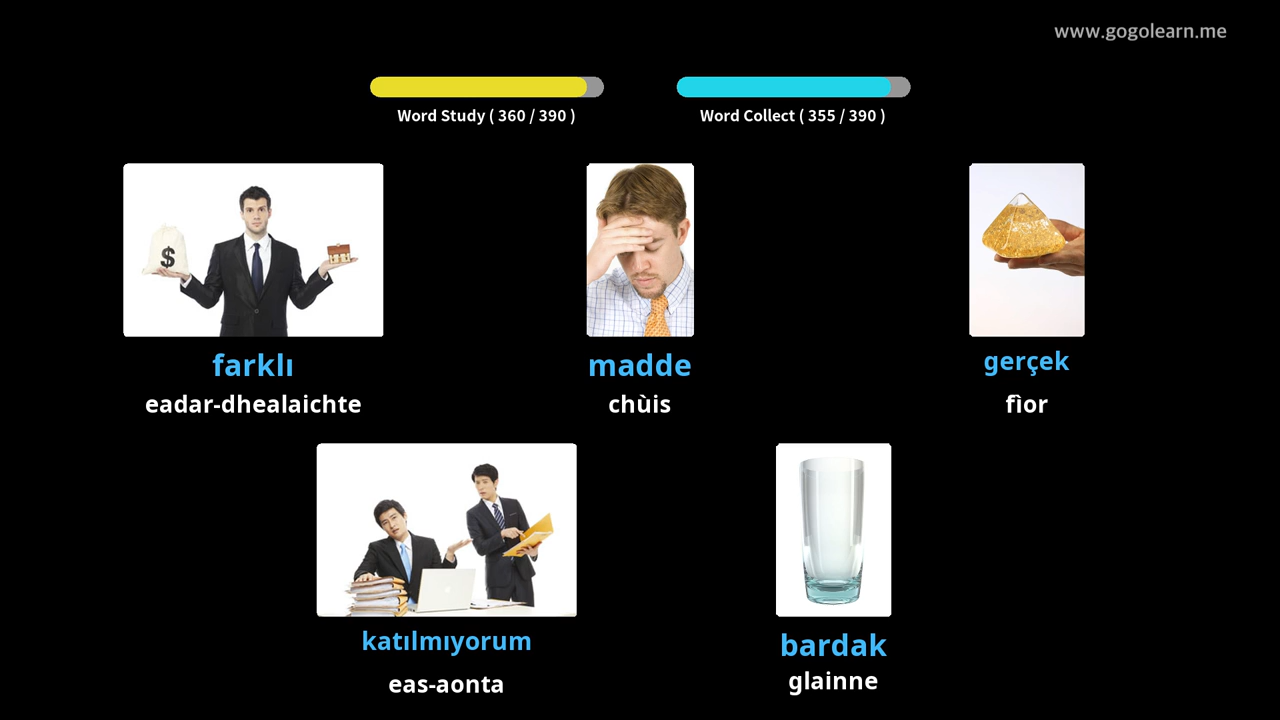 www.gogolearn.me
Word Study ( 360 / 390 )
Word Collect ( 355 / 390 )
$
farklı
madde
gerçek
eadar-dhealaichte
chùis
fìor
katılmıyorum
bardak
eas-aonta
glainne